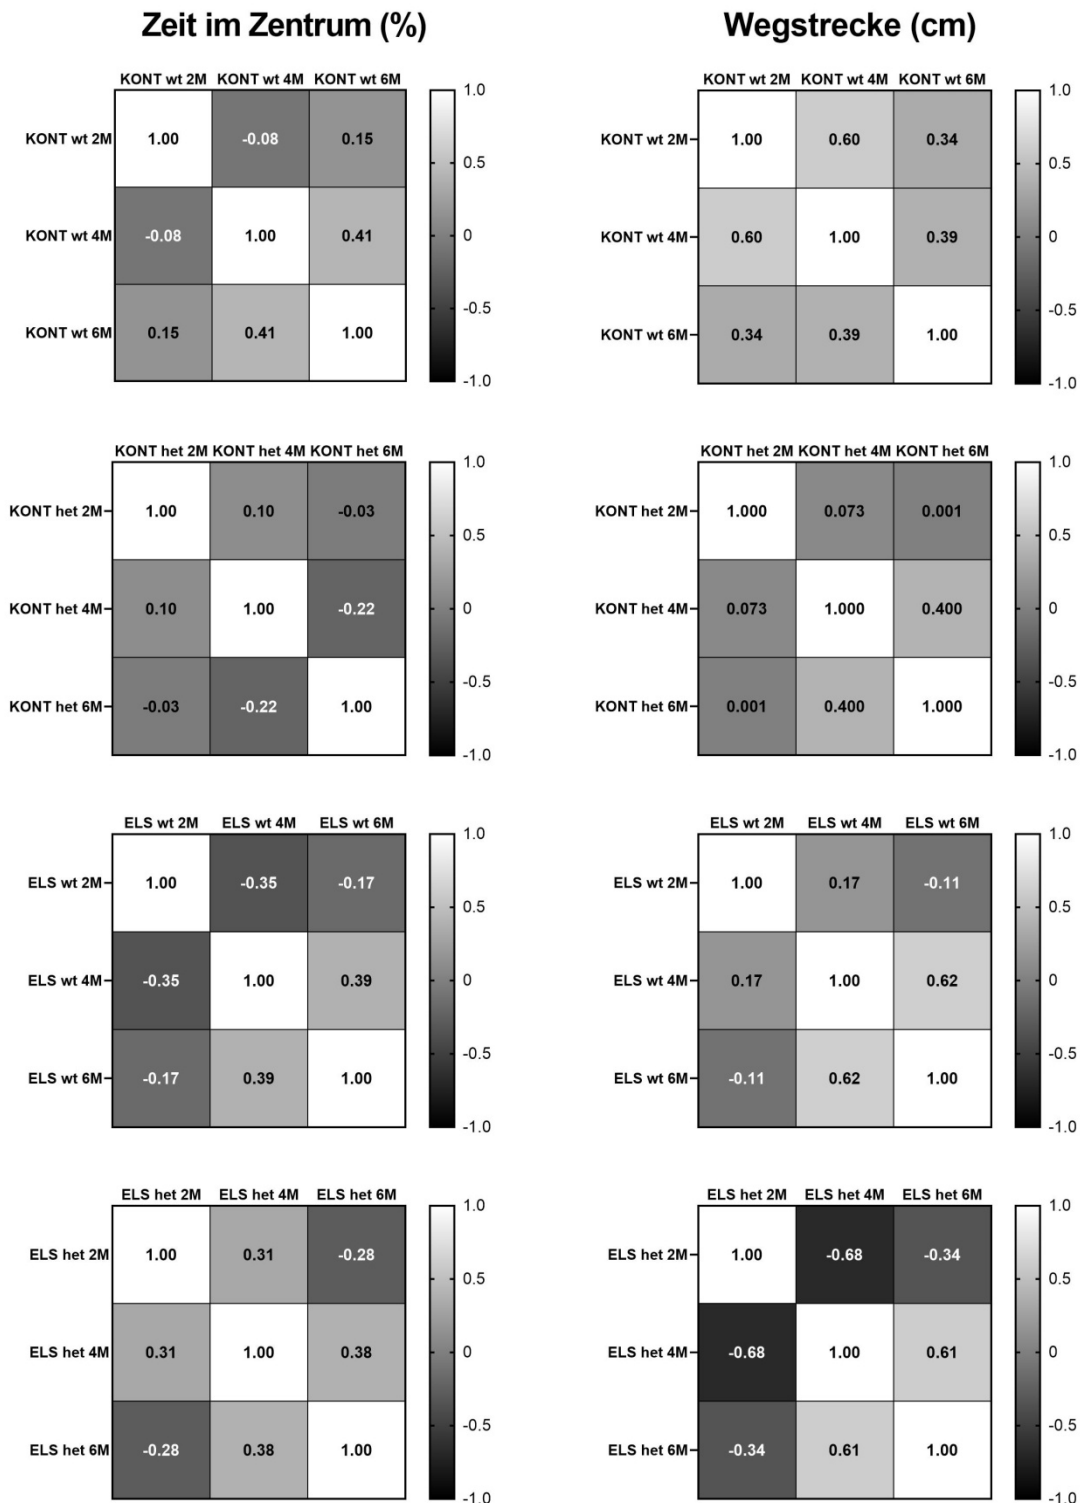 Zeit im Zentrum (%) Wegstrecke (cm)
KONT wt 2M KONT wt 4M KONT wt 6M
1.0
KONT wt 2M 1.00 -0.08 0.15
0.5
KONT wt 4M -0.08 1.00 0.41
0
-0.5
KONT wt 6M 0.15 0.41 1.00
-1.0
KONT wt 2M KONT wt 4M KONT wt 6M
1.0
KONT wt 2M 1.00 0.60 0.34
0.5
KONT wt 4M 0.60 1.00 0.39
0
-0.5
KONT wt 6M 0.34 0.39 1.00
-1.0
KONT het 2M KONT het 4M KONT het 6M
1.0
KONT het 2M 1.00 0.10 -0.03
0.5
KONT het 4M 0.10 1.00 -0.22
0
-0.5
KONT het 6M -0.03 -0.22 1.00
-1.0
KONT het 2M KONT het 4M KONT het 6M
1.0
KONT het 2M 1.000 0.073 0.001
0.5
KONT het 4M 0.073 1.000 0.400
0
-0.5
KONT het 6M 0.001 0.400 1.000
-1.0
ELS wt 2M ELS wt 4M ELS wt 6M
1.0
ELS wt 2M 1.00 -0.35 -0.17
0.5
ELS wt 4M -0.35 1.00 0.39
0
-0.5
ELS wt 6M -0.17 0.39 1.00
-1.0
ELS wt 2M ELS wt 4M ELS wt 6M
1.0
ELS wt 2M 1.00 0.17 -0.11
0.5
ELS wt 4M 0.17 1.00 0.62
0
-0.5
ELS wt 6M -0.11 0.62 1.00
-1.0
ELS het 2M ELS het 4M ELS het 6M
1.0
ELS het 2M 1.00 0.31 -0.28
0.5
ELS het 4M 0.31 1.00 0.38
0
-0.5
ELS het 6M -0.28 0.38 1.00
-1.0
ELS het 2M ELS het 4M ELS het 6M
1.0
ELS het 2M 1.00 -0.68 -0.34
0.5
ELS het 4M -0.68 1.00 0.61
0
-0.5
ELS het 6M -0.34 0.61 1.00
-1.0